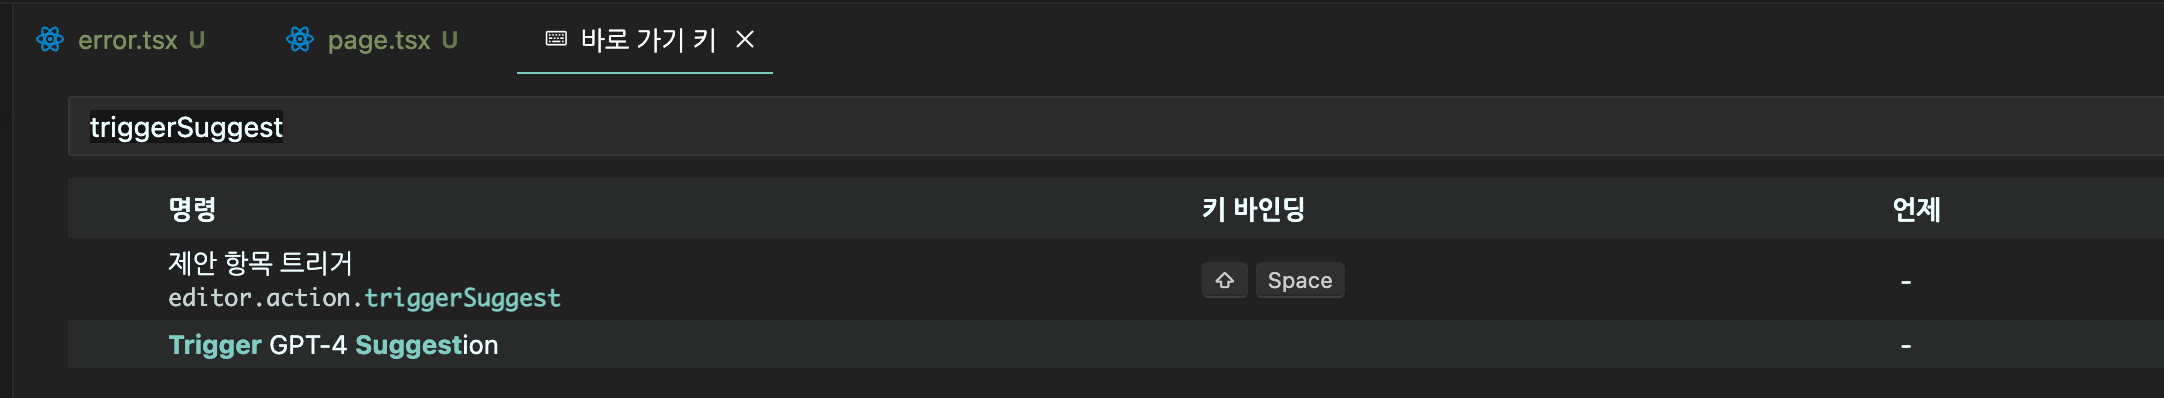 error.tsx U page.tsx U 바로 가기 키
triggerSuggest
명령 키 바인딩 언제
제안 항목 트리거
editor.action.triggerSuggest ⇧ Space -
Trigger GPT-4 Suggestion -